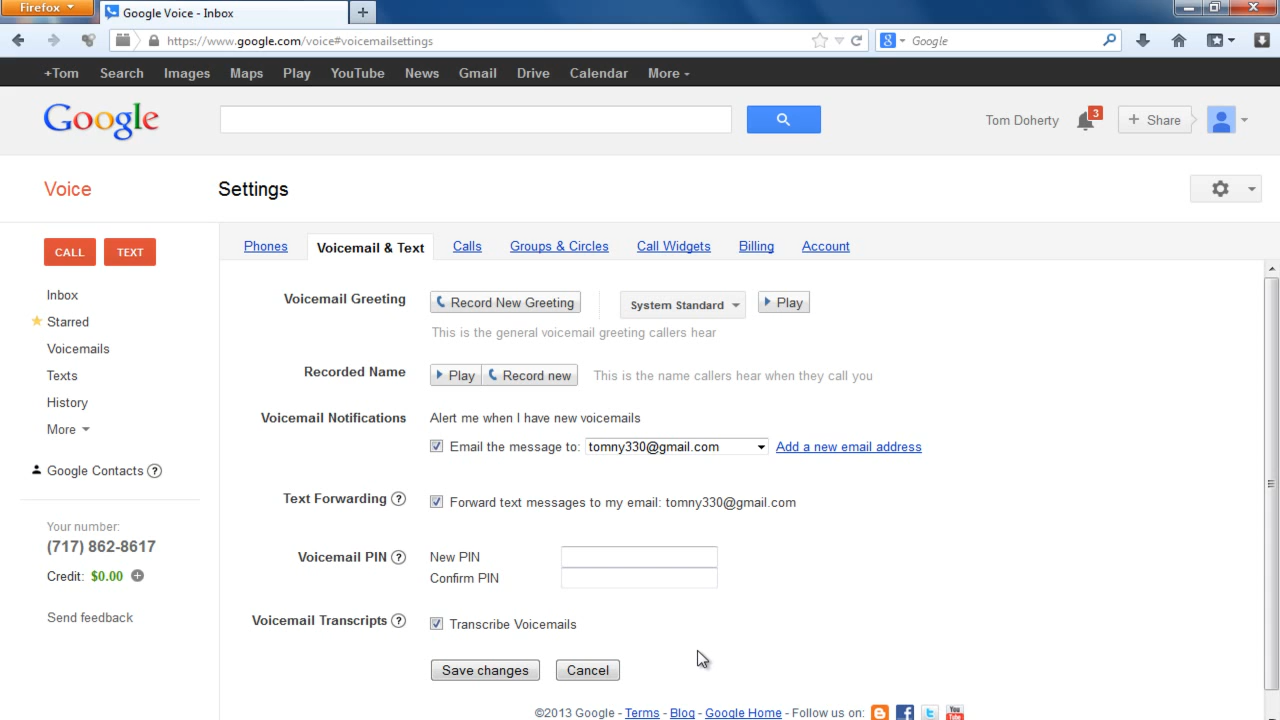 Firefox
Google Voice - Inbox
https://www.google.com/voice#voicemailsettings
Google
+Tom Search Images Maps Play YouTube News Gmail Drive Calendar More
Google
Tom Doherty
3
+ Share
Voice
Settings
CALL
TEXT
Phones
Voicemail & Text
Calls
Groups & Circles
Call Widgets
Billing
Account
Inbox
Starred
Voicemails
Texts
History
More
Google Contacts ?
Your number:
(717) 862-8617
Credit: $0.00 +
Send feedback
Voicemail Greeting
Record New Greeting
System Standard
Play
This is the general voicemail greeting callers hear
Recorded Name
Play
Record new
This is the name callers hear when they call you
Voicemail Notifications
Alert me when I have new voicemails
Email the message to: tomny330@gmail.com
Add a new email address
Text Forwarding ?
Forward text messages to my email: tomny330@gmail.com
Voicemail PIN ?
New PIN
Confirm PIN
Voicemail Transcripts ?
Transcribe Voicemails
Save changes
Cancel
©2013 Google - Terms - Blog - Google Home - Follow us on:
You Tube